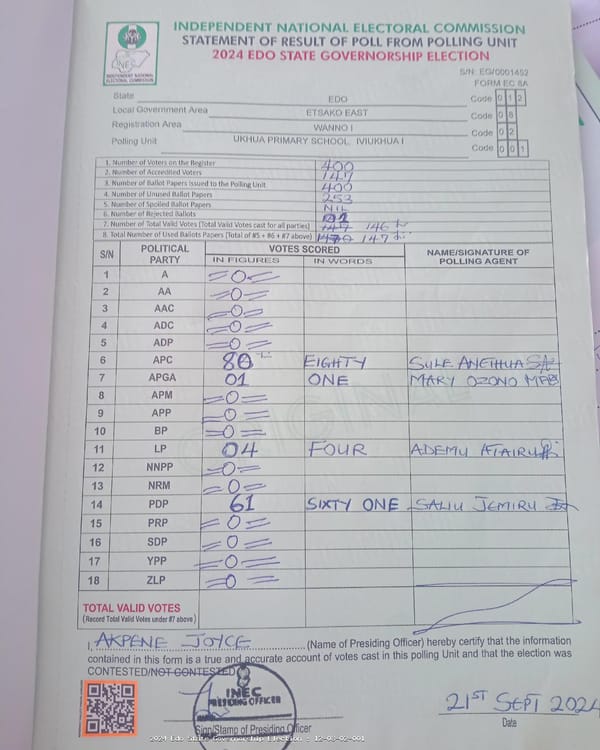 INDEPENDENT NATIONAL ELECTORAL COMMISSION
STATEMENT OF RESULT OF POLL FROM POLLING UNIT
2024 EDO STATE GOVERNORSHIP ELECTION
INEC
INDEPENDENT NATIONAL ELECTORAL COMMISSION
S/N: EG/0001452
FORM EC 8A
State EDO Code 0 1 2
Local Government Area ETSAKO EAST Code 0 8
Registration Area WANNO I Code 0 2
Polling Unit UKHUA PRIMARY SCHOOL, IVIUKHUA I Code 0 0 1
1. Number of Voters on the Register 400
2. Number of Accredited Voters 147
3. Number of Ballot Papers Issued to the Polling Unit 400
4. Number of Unused Ballot Papers 253
5. Number of Spoiled Ballot Papers NIL
6. Number of Rejected Ballots 01
7. Number of Total Valid Votes (Total Valid Votes cast for all parties) 147 146
8. Total Number of Used Ballots Papers (Total of #5 + #6 + #7 above) 147
S/N POLITICAL PARTY VOTES SCORED NAME/SIGNATURE OF POLLING AGENT
IN FIGURES IN WORDS
1 A =0=
2 AA =0=
3 AAC =0=
4 ADC =0=
5 ADP =0=
6 APC 80 EIGHTY SULE ANETHUA
7 APGA 01 ONE MARY OZONO
8 APM =0=
9 APP =0=
10 BP =0=
11 LP 04 FOUR ADEMU AFAIRU
12 NNPP =0=
13 NRM =0=
14 PDP 61 SIXTY ONE SALIU JEMIRU
15 PRP =0=
16 SDP =0=
17 YPP =0=
18 ZLP =0=
TOTAL VALID VOTES
(Record Total Valid Votes under #7 above)
I, AKPENE JOYCE (Name of Presiding Officer) hereby certify that the information
contained in this form is a true and accurate account of votes cast in this polling Unit and that the election was
CONTESTED/NOT CONTESTED
INEC
PRESIDING OFFICER
21ST SEPT 2024
Sign/Stamp of Presiding Officer
Date
2024 Edo State Governorship Election - 12-08-02-001